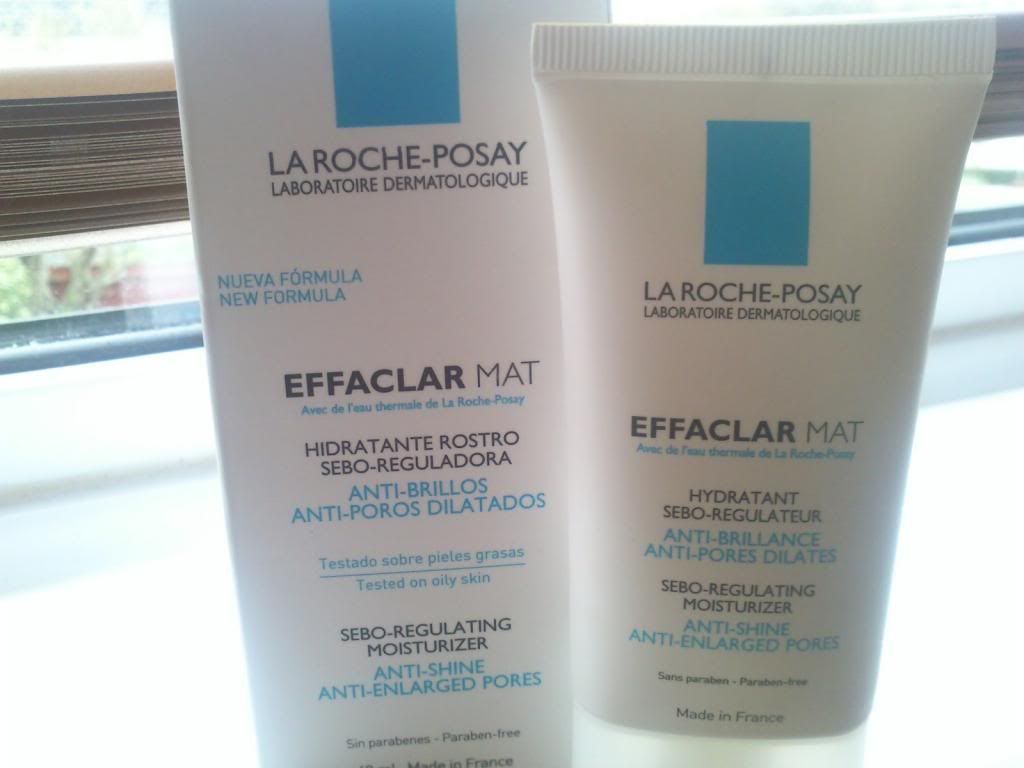 LA ROCHE-POSAY
LABORATOIRE DERMATOLOGIQUE
NUEVA FÓRMULA
NEW FORMULA
EFFACLAR MAT
Avec de l'eau thermale de La Roche-Posay
HIDRATANTE ROSTRO
SEBO-REGULADORA
ANTI-BRILLOS
ANTI-POROS DILATADOS
Testado sobre pieles grasas
Tested on oily skin
SEBO-REGULATING
MOISTURIZER
ANTI-SHINE
ANTI-ENLARGED PORES
Sin parabenes - Paraben-free
Made in France
LA ROCHE-POSAY
LABORATOIRE DERMATOLOGIQUE
EFFACLAR MAT
Avec de l'eau thermale de La Roche-Posay
HYDRATANT
SEBO-REGULATEUR
ANTI-BRILLANCE
ANTI-PORES DILATES
SEBO-REGULATING
MOISTURIZER
ANTI-SHINE
ANTI-ENLARGED PORES
Sans paraben - Paraben-free
Made in France